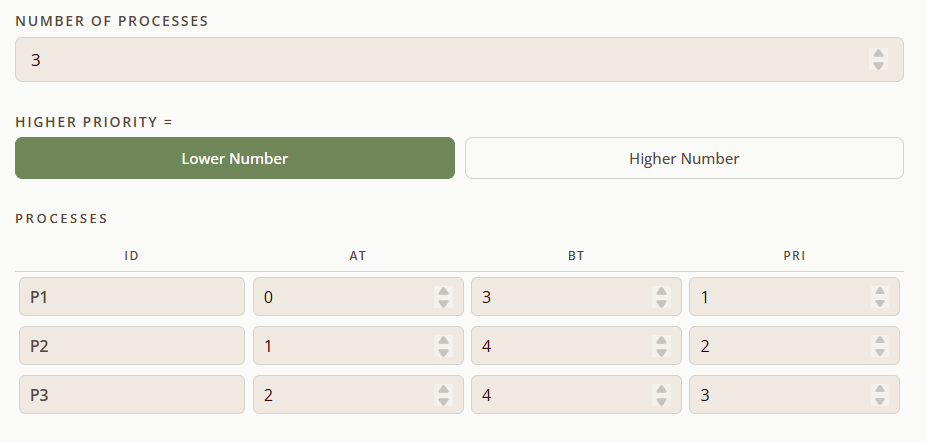 NUMBER OF PROCESSES
3
HIGHER PRIORITY =
Lower Number Higher Number
PROCESSES
ID AT BT PRI
P1 0 3 1
P2 1 4 2
P3 2 4 3